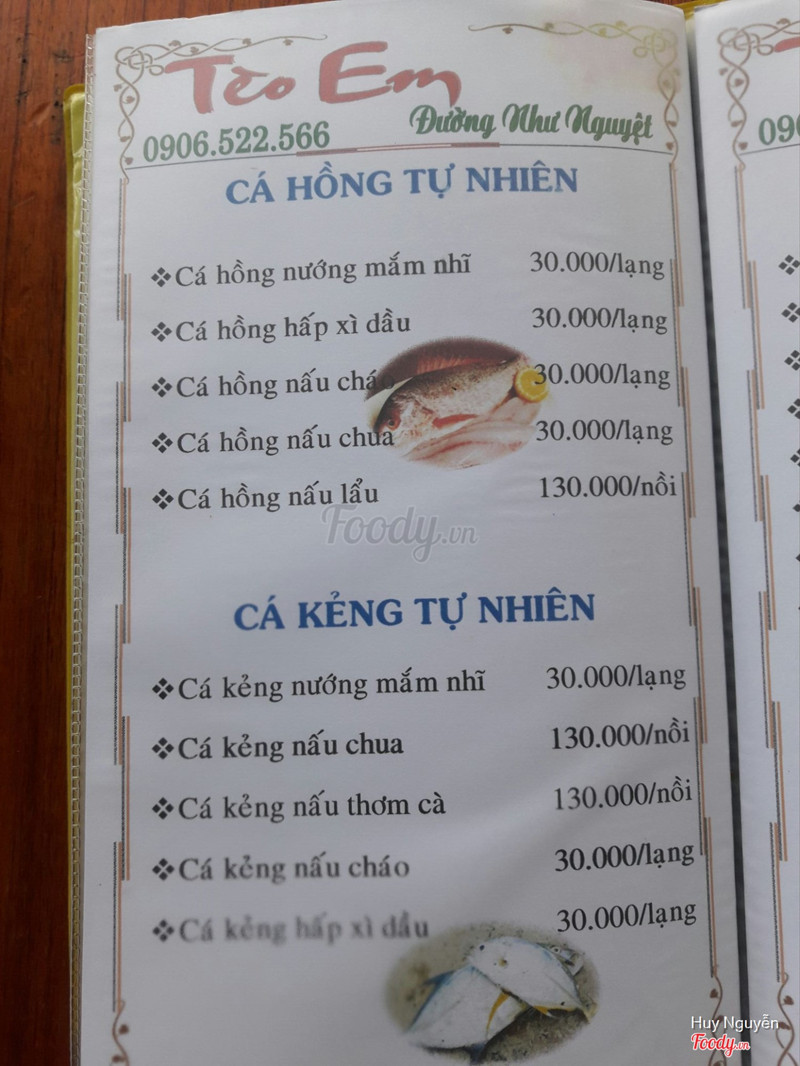 Tèo Em
0906.522.566
Đường Như Nguyệt
CÁ HỒNG TỰ NHIÊN
❖Cá hồng nướng mắm nhĩ 30.000/lạng
❖Cá hồng hấp xì dầu 30.000/lạng
❖Cá hồng nấu cháo 30.000/lạng
❖Cá hồng nấu chua 30.000/lạng
❖Cá hồng nấu lẩu 130.000/nồi
Foody.vn
CÁ KẺNG TỰ NHIÊN
❖Cá kẻng nướng mắm nhĩ 30.000/lạng
❖Cá kẻng nấu chua 130.000/nồi
❖Cá kẻng nấu thơm cà 130.000/nồi
❖Cá kẻng nấu cháo 30.000/lạng
❖Cá kẻng hấp xì dầu 30.000/lạng
090
Huy Nguyễn
Foody.vn